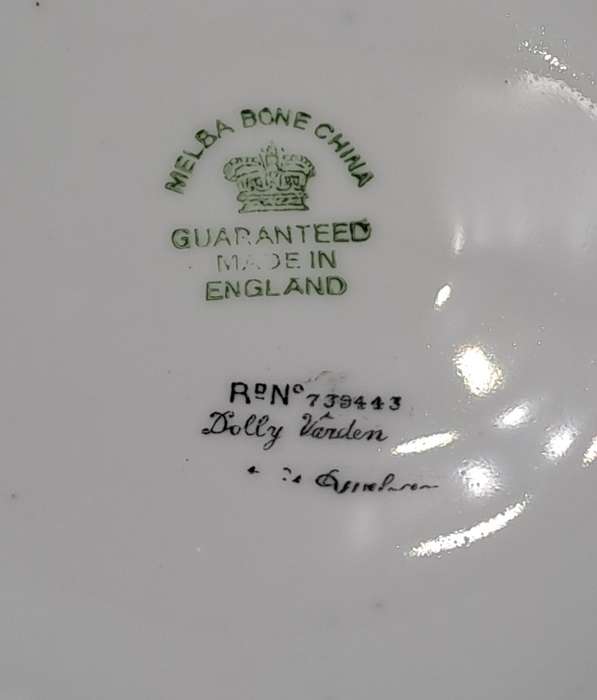 MELBA BONE CHINA
GUARANTEED
MADE IN
ENGLAND
RD No 739443
Dolly Varden